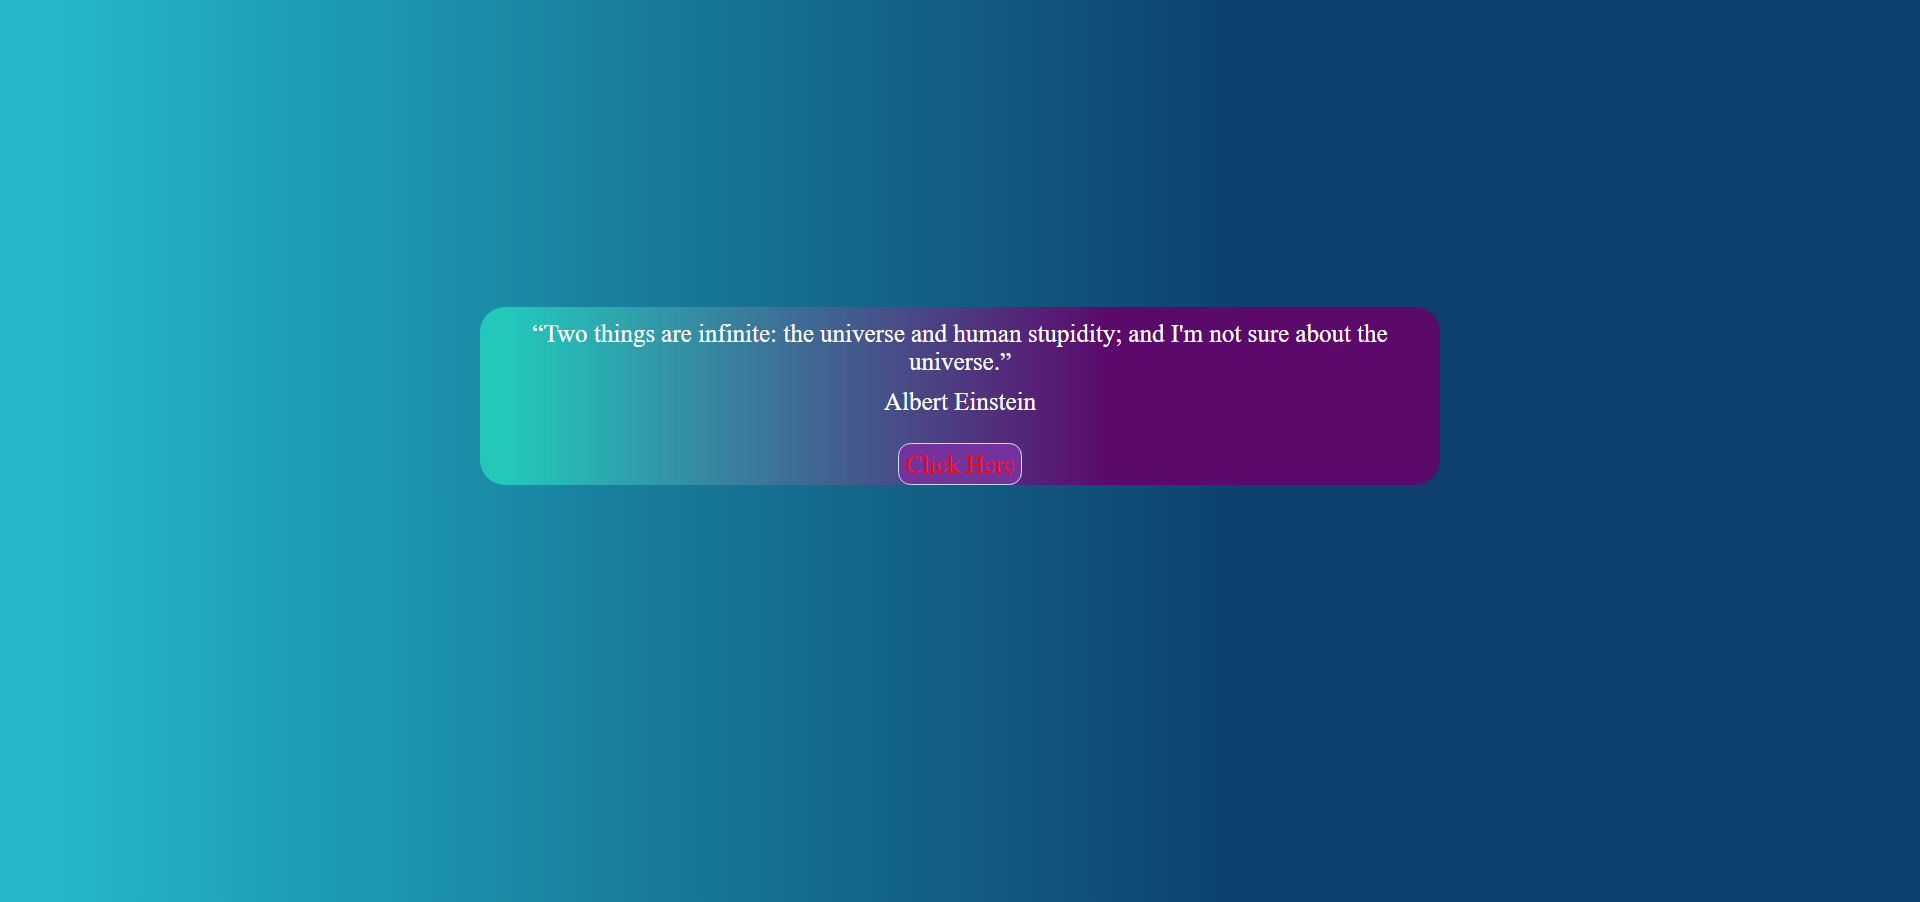 “Two things are infinite: the universe and human stupidity; and I'm not sure about the
universe.”
Albert Einstein
Click Here